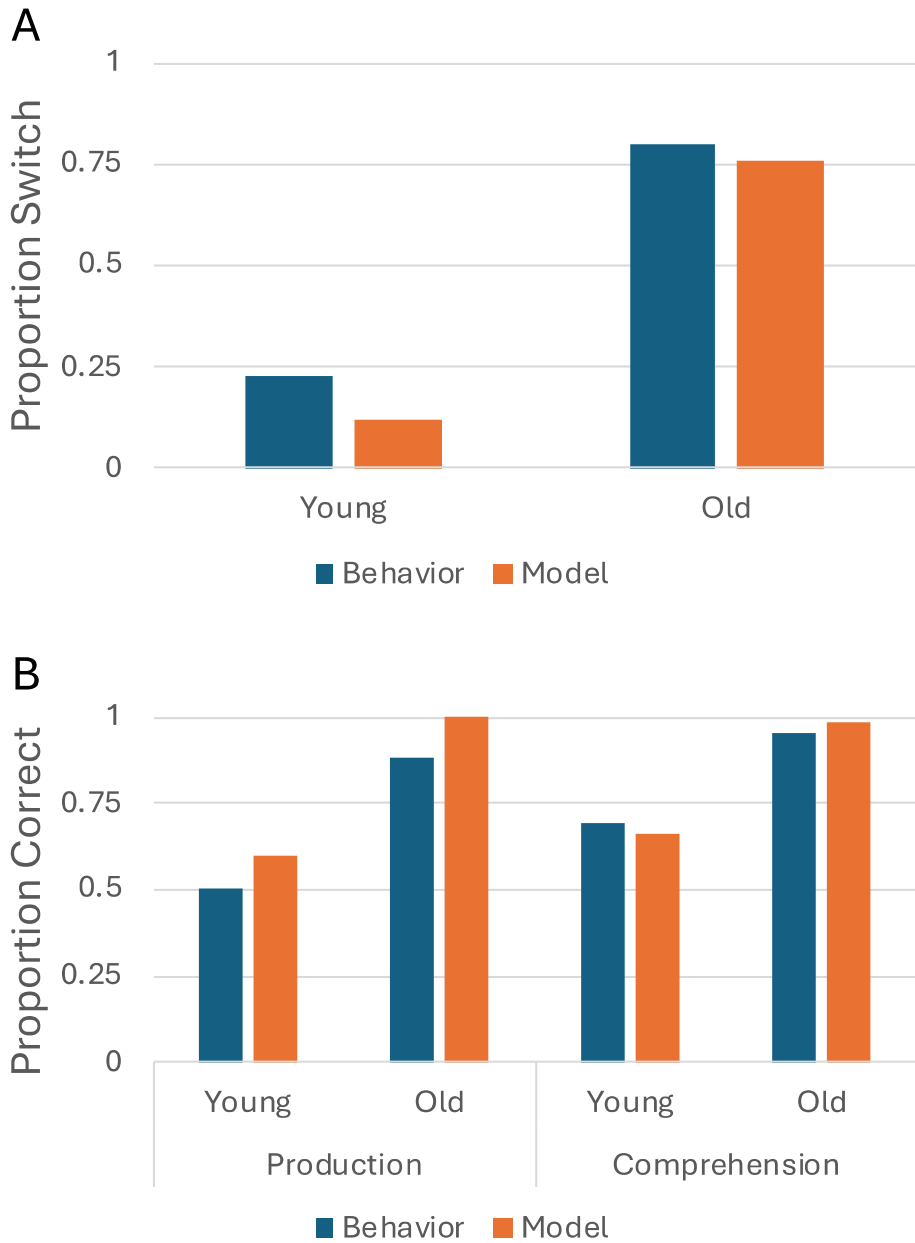 A
Proportion Switch
1
0.75
0.5
0.25
0
Young Old
Behavior Model
B
Proportion Correct
1
0.75
0.5
0.25
0
Young Old Young Old
Production Comprehension
Behavior Model